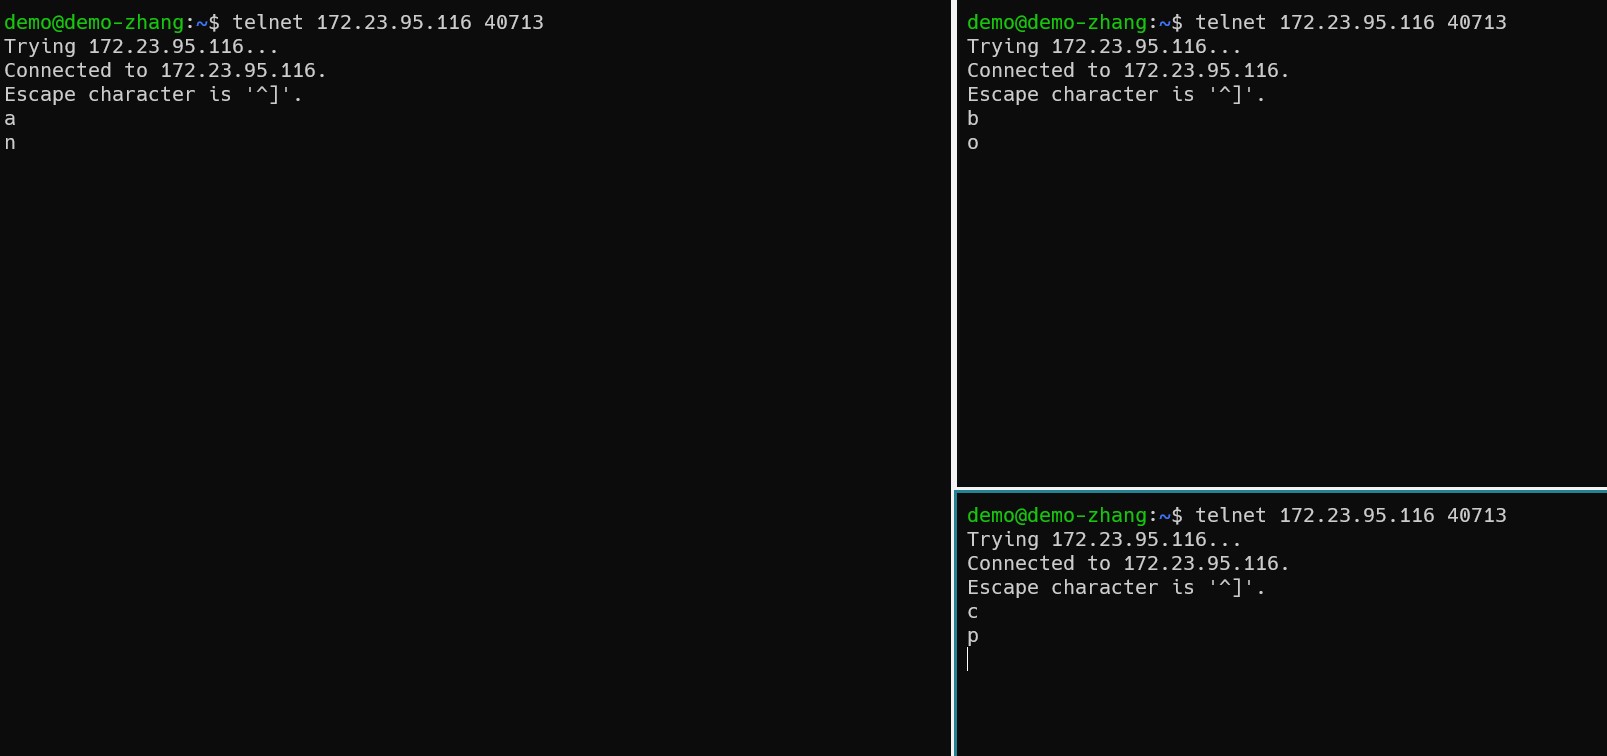 demo@demo-zhang:~$ telnet 172.23.95.116 40713
Trying 172.23.95.116...
Connected to 172.23.95.116.
Escape character is '^]'.
a
n
demo@demo-zhang:~$ telnet 172.23.95.116 40713
Trying 172.23.95.116...
Connected to 172.23.95.116.
Escape character is '^]'.
b
o
demo@demo-zhang:~$ telnet 172.23.95.116 40713
Trying 172.23.95.116...
Connected to 172.23.95.116.
Escape character is '^]'.
c
p